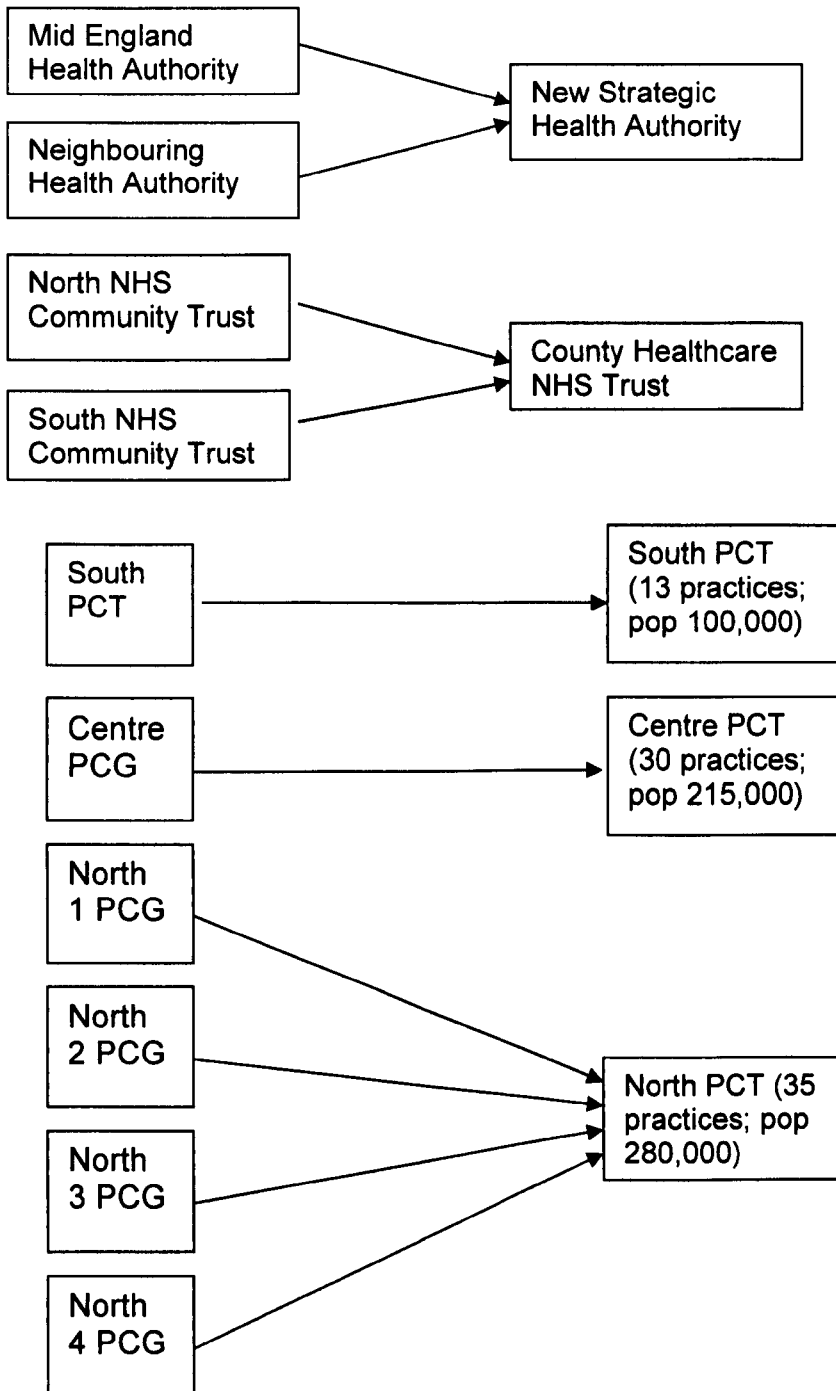 Mid England
Health Authority
New Strategic
Health Authority
Neighbouring
Health Authority
North NHS
Community Trust
County Healthcare
NHS Trust
South NHS
Community Trust
South
PCT
South PCT
(13 practices;
pop 100,000)
Centre
PCG
Centre PCT
(30 practices;
pop 215,000)
North
1 PCG
North
2 PCG
North PCT (35
practices; pop
280,000)
North
3 PCG
North
4 PCG